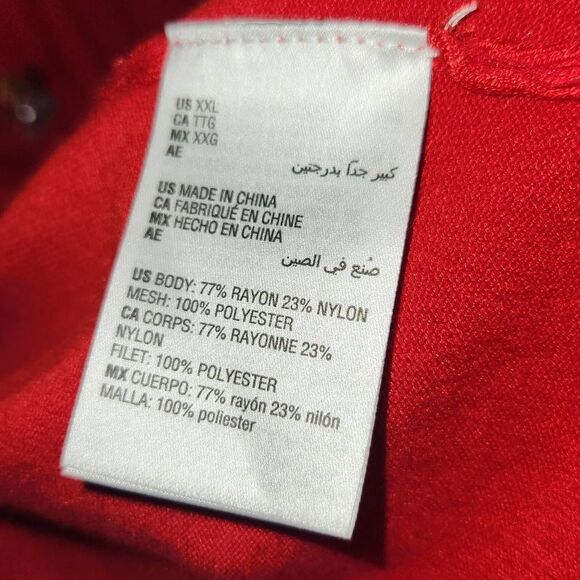 US XXL
CA TTG
MX XXG
AE
كبير جدًا بدرجتين
US MADE IN CHINA
CA FABRIQUÉ EN CHINE
MX HECHO EN CHINA
AE
صُنع في الصين
US BODY: 77% RAYON 23% NYLON
MESH: 100% POLYESTER
CA CORPS: 77% RAYONNE 23%
NYLON
FILET: 100% POLYESTER
MX CUERPO: 77% rayón 23% nilón
MALLA: 100% poliester